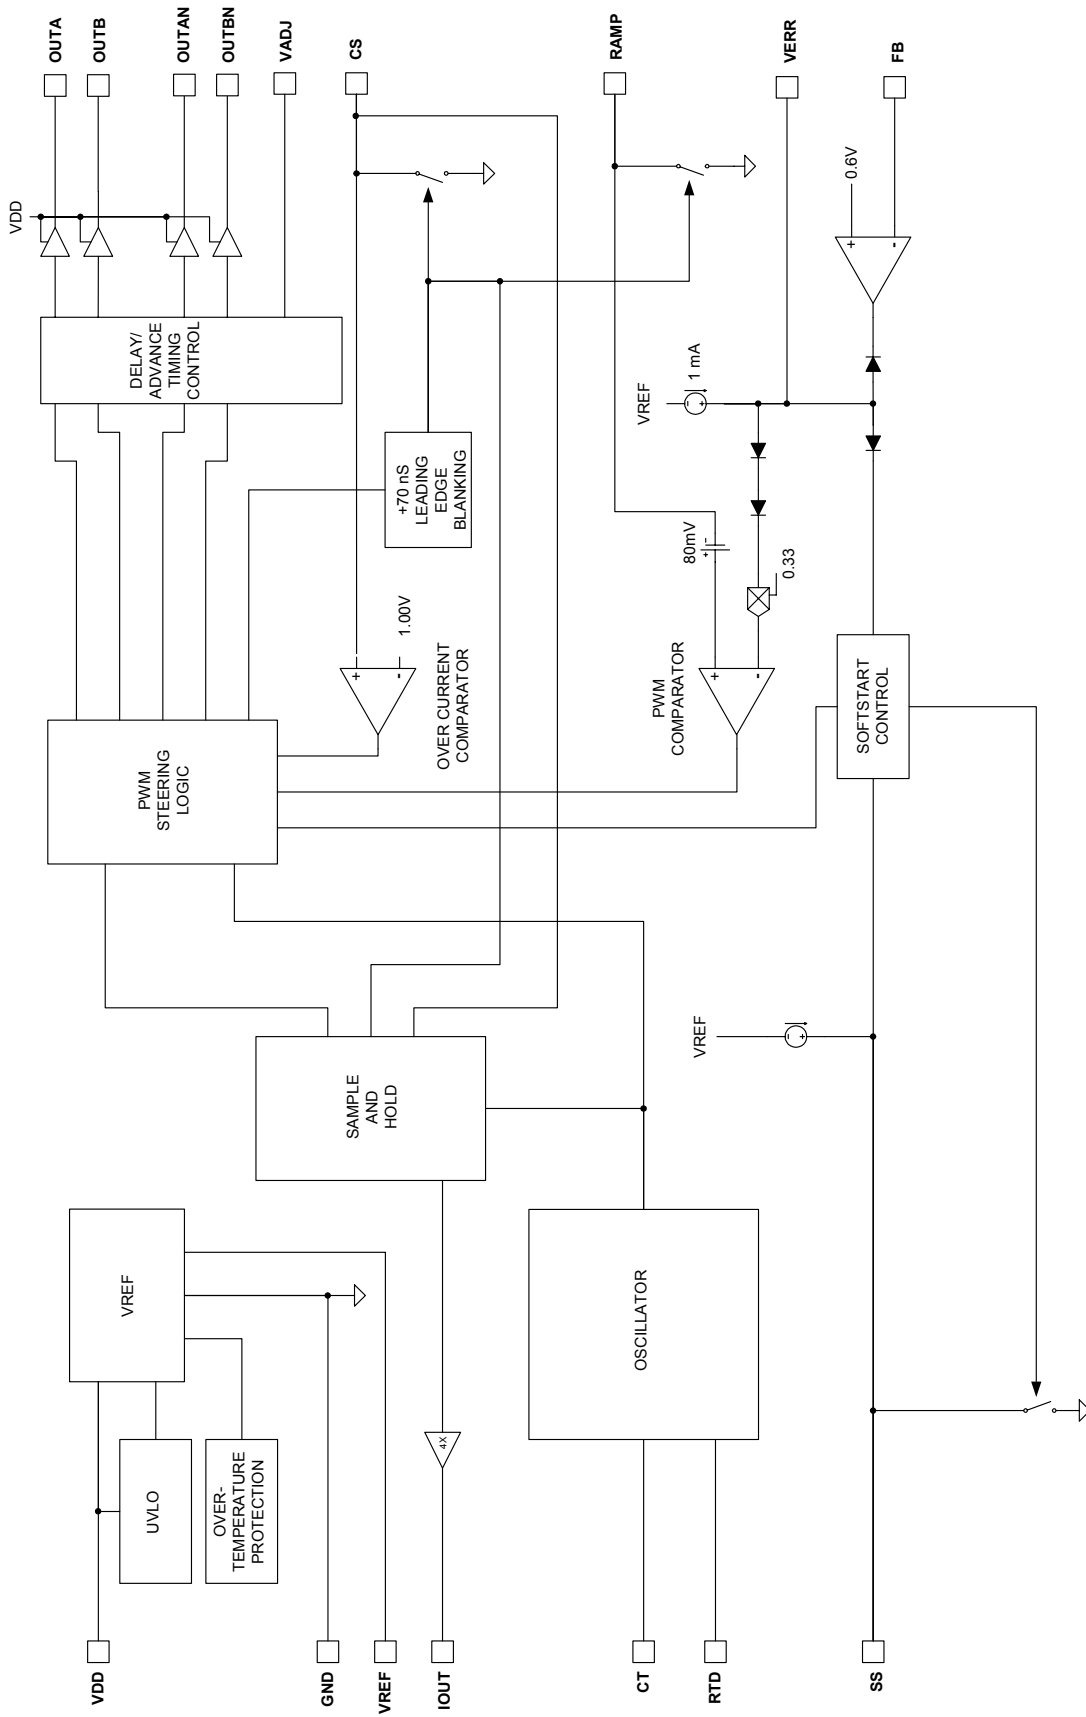 VDD
GND
VREF
IOUT
CT
RTD
SS
UVLO
OVER-
TEMPERATURE
PROTECTION
VREF
4X
OSCILLATOR
SAMPLE
AND
HOLD
VREF
PWM
STEERING
LOGIC
OVER CURRENT
COMPARATOR
+
-
1.00V
PWM
COMPARATOR
+
-
SOFTSTART
CONTROL
+70 nS
LEADING
EDGE
BLANKING
80mV
+
-
0.33
VREF
-
+
1 mA
-
+
DELAY/
ADVANCE
TIMING
CONTROL
VDD
+
-
0.6V
OUTA
OUTB
OUTAN
OUTBN
VADJ
CS
RAMP
VERR
FB